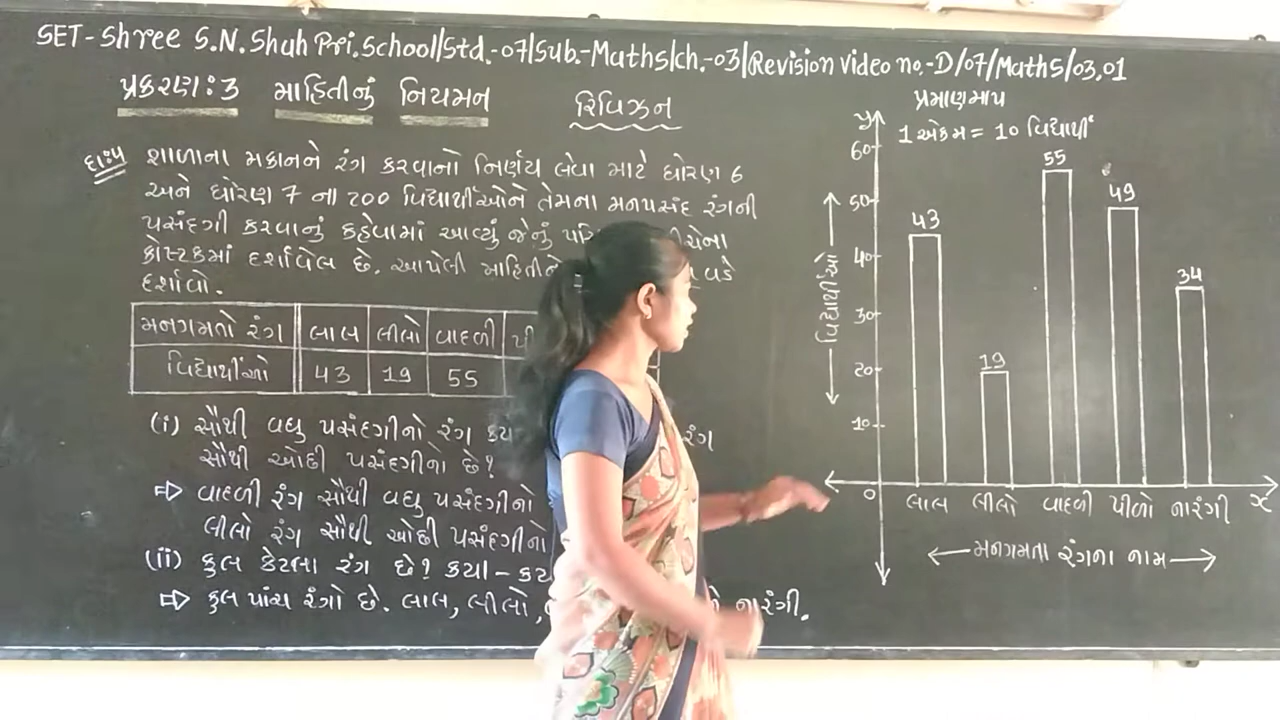 SET-Shree S.N.Shah Pri.School/Std.-07/Sub.-Maths/ch.-03/Revision video no.-D/07/Maths/03.01
પ્રકરણ:3 માહિતીનું નિયમન
રિવિઝન
દા:૫ શાળાના મકાનને રંગ કરવાનો નિર્ણય લેવા માટે ધોરણ 6
અને ધોરણ 7 ના 200 વિદ્યાર્થીઓને તેમના મનપસંદ રંગની
પસંદગી કરવાનું કહેવામાં આવ્યું જેનું
કોષ્ટકમાં દર્શાવેલ છે. આપેલી માહિતીને વડે
દર્શાવો.
મનગમતો રંગ લાલ લીલો વાદળી
વિદ્યાર્થીઓ 43 19 55
(i) સૌથી વધુ પસંદગીનો રંગ રંગ
સૌથી ઓછી પસંદગીનો છે?
⇨ વાદળી રંગ સૌથી વધુ પસંદગીનો
લીલો રંગ સૌથી ઓછી પસંદગીનો
(ii) કુલ કેટલા રંગ છે? કયા-
⇨ કુલ પાંચ રંગો છે. લાલ, લીલો, નારંગી.
પ્રમાણમાપ
1 એકમ = 10 વિદ્યાર્થી
y
60
50
40
30
20
10
0
વિદ્યાર્થીઓ
43
19
55
49
34
લાલ લીલો વાદળી પીળો નારંગી x
મનગમતા રંગના નામ